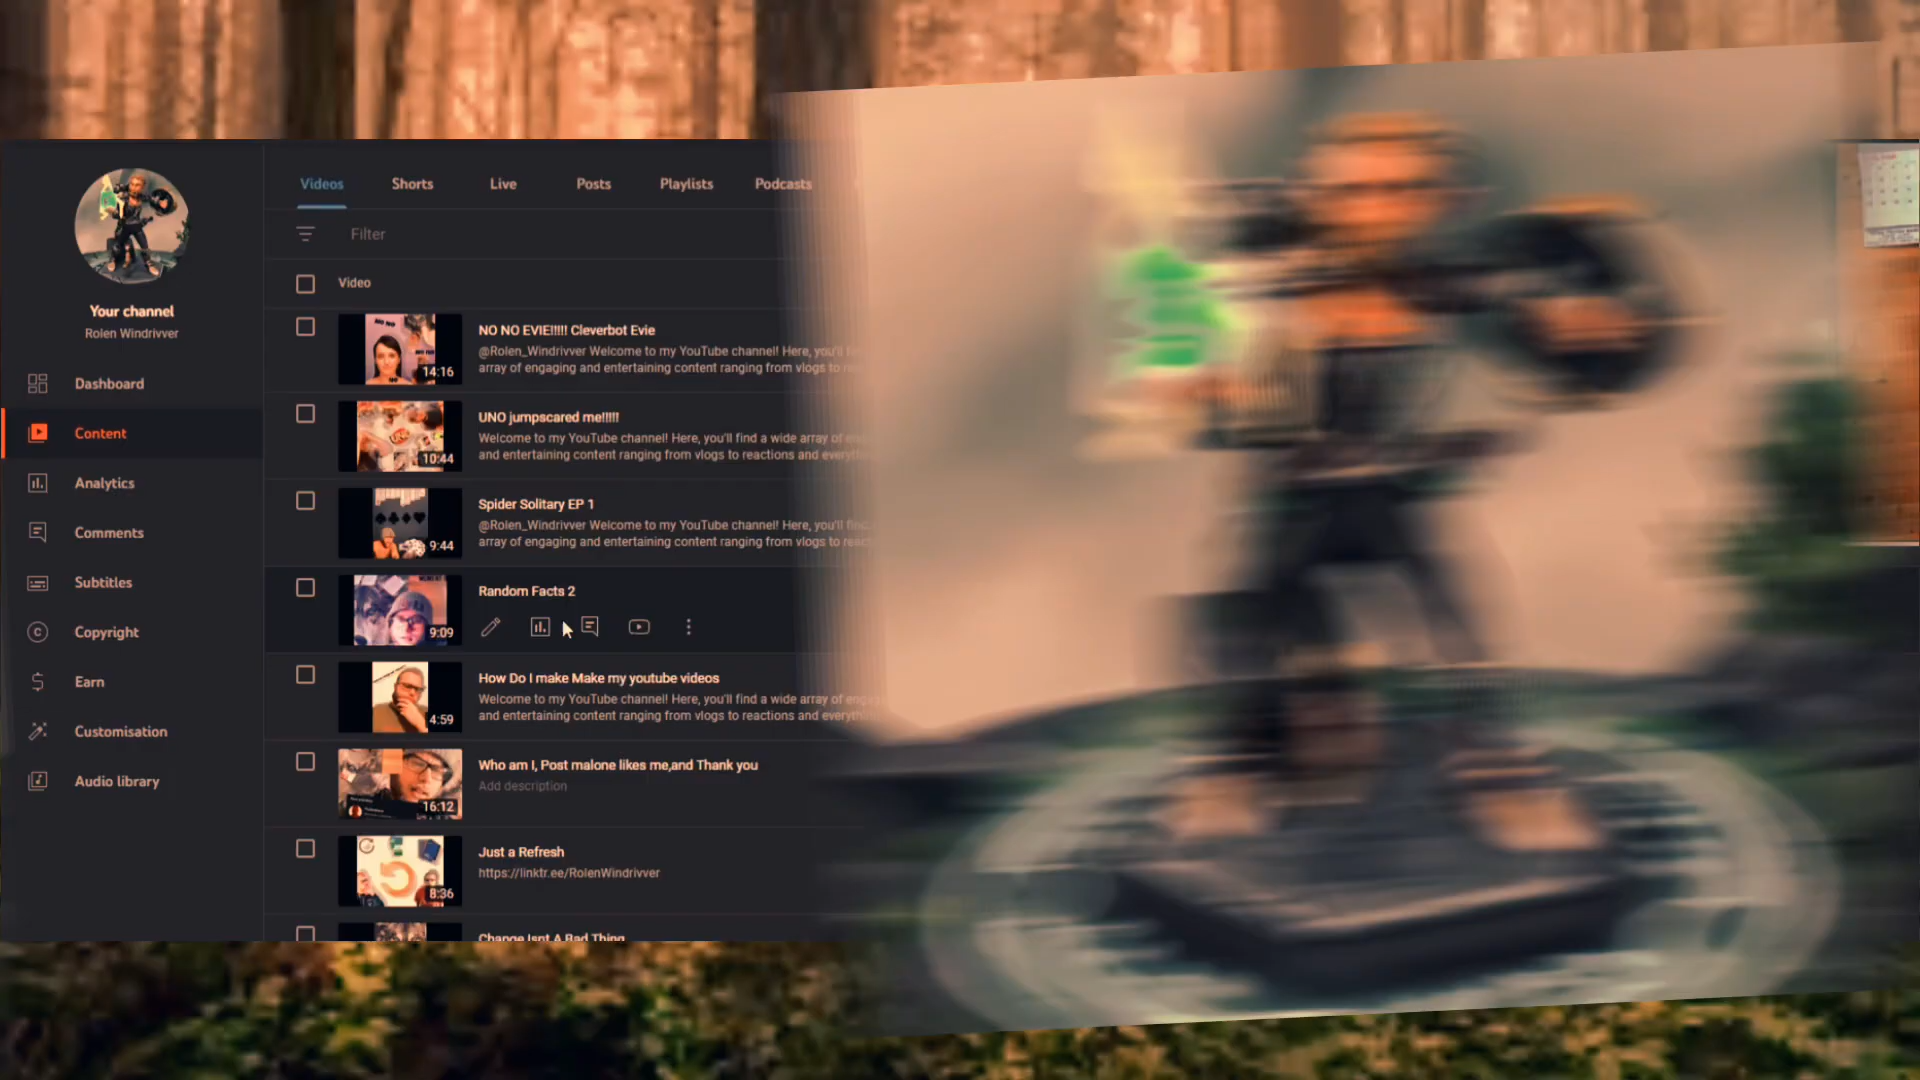 Your channel
Rolen Windrivver
Dashboard
Content
Analytics
Comments
Subtitles
Copyright
Earn
Customisation
Audio library
Videos Shorts Live Posts Playlists Podcasts
Filter
Video
14:16
NO NO EVIE!!!!! Cleverbot Evie
@Rolen_Windrivver Welcome to my YouTube channel! Here, you'll
array of engaging and entertaining content ranging from vlogs to
10:44
UNO jumpscared me!!!!!
Welcome to my YouTube channel! Here, you'll find a wide array of
and entertaining content ranging from vlogs to reactions and
9:44
Spider Solitary EP 1
@Rolen_Windrivver Welcome to my YouTube channel! Here, you'll find
array of engaging and entertaining content ranging from vlogs to
9:09
Random Facts 2
4:59
How Do I make Make my youtube videos
Welcome to my YouTube channel! Here, you'll find a wide array of
and entertaining content ranging from vlogs to reactions and
16:12
Who am I, Post malone likes me,and Thank you
Add description
8:36
Just a Refresh
https://linktr.ee/RolenWindrivver
Change Isnt A Bad Thing